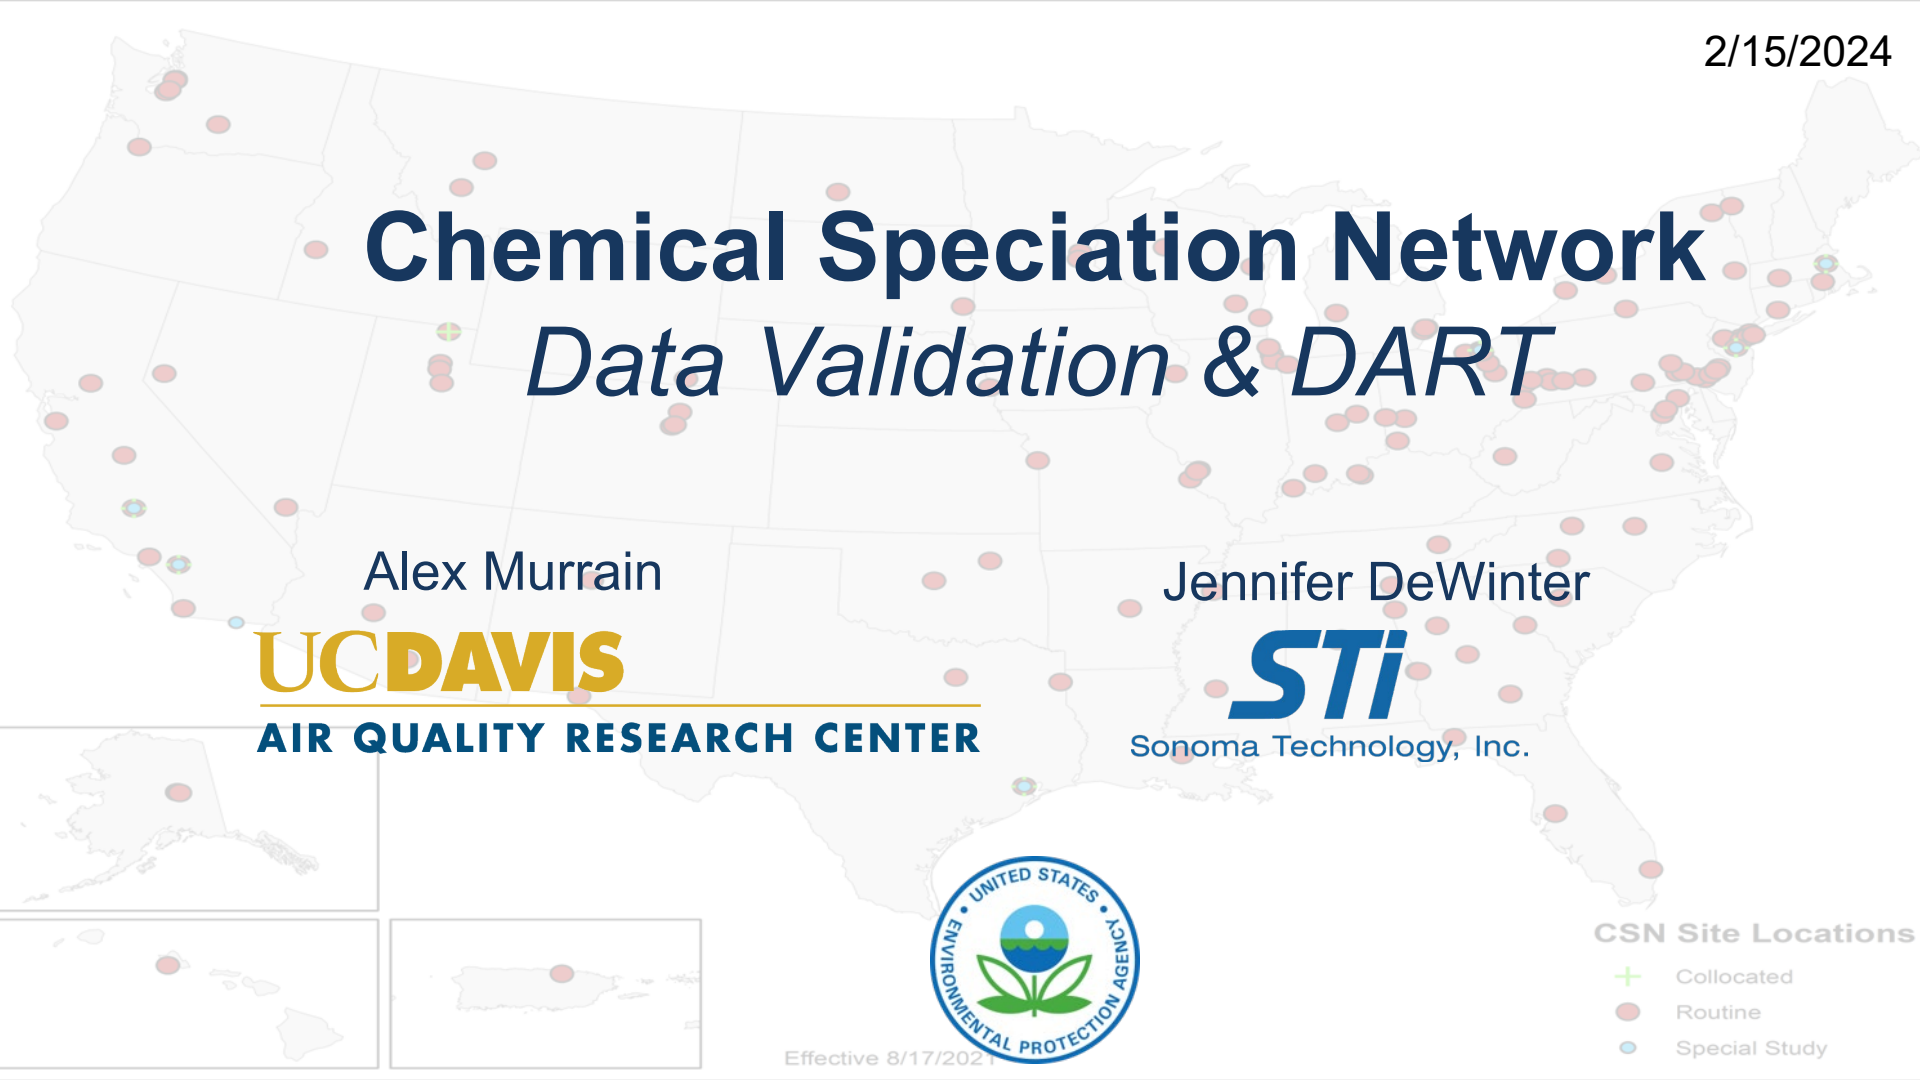 2/15/2024
Chemical Speciation Network
Data Validation & DART
Alex Murrain
Jennifer DeWinter
UCDAVIS
AIR QUALITY RESEARCH CENTER
STi
Sonoma Technology, Inc.
UNITED STATES
ENVIRONMENTAL PROTECTION AGENCY
CSN Site Locations
Collocated
Routine
Special Study
Effective 8/17/2021